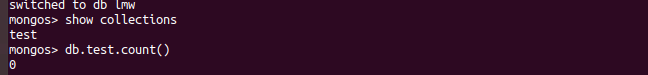 switched to db lmw
mongos> show collections
test
mongos> db.test.count()
0